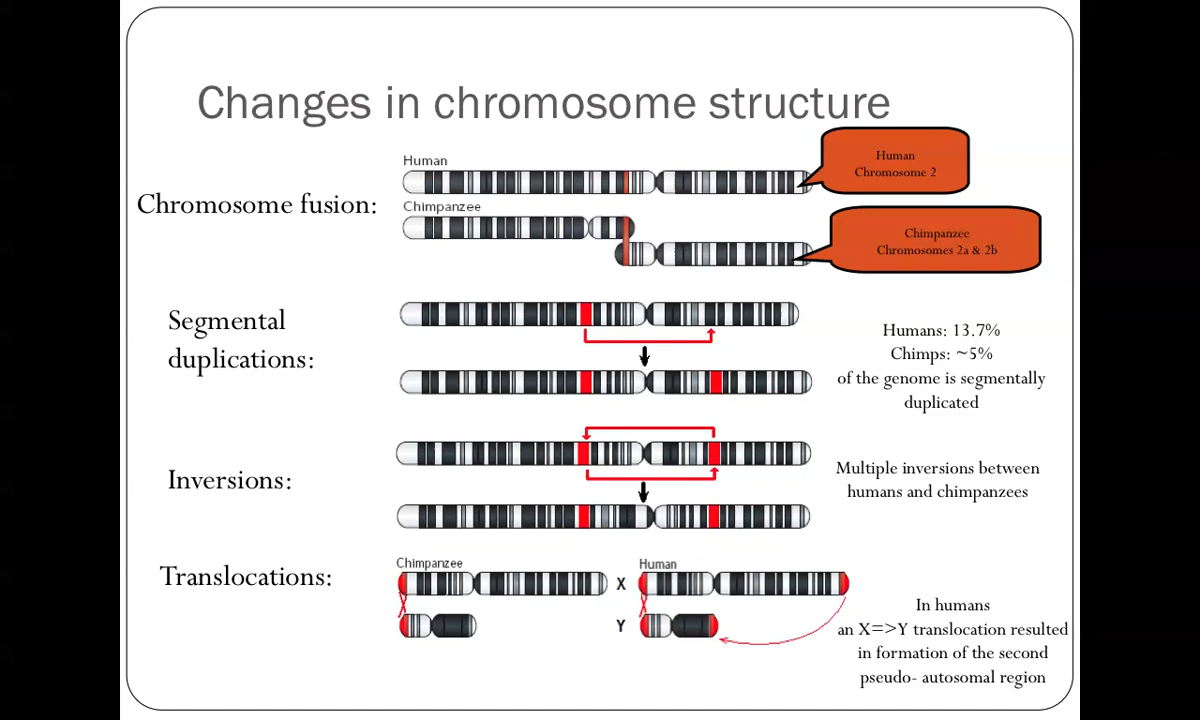 Changes in chromosome structure
Human
Human
Chromosome 2
Chromosome fusion:
Chimpanzee
Chimpanzee
Chromosomes 2a & 2b
Segmental
duplications:
Humans: 13.7%
Chimps: ~5%
of the genome is segmentally
duplicated
Inversions:
Multiple inversions between
humans and chimpanzees
Translocations:
Chimpanzee
Human
X
Y
In humans
an X=>Y translocation resulted
in formation of the second
pseudo- autosomal region